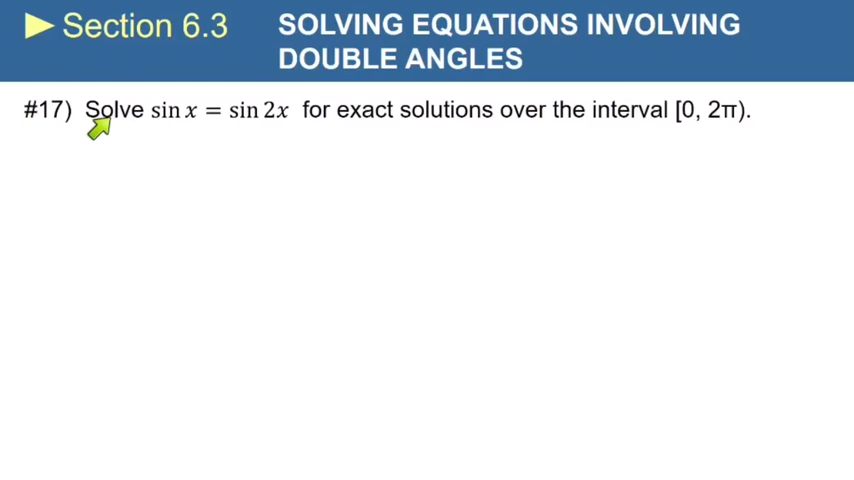 Section 6.3
SOLVING EQUATIONS INVOLVING
DOUBLE ANGLES
#17) Solve sin x = sin 2x for exact solutions over the interval [0, 2π).